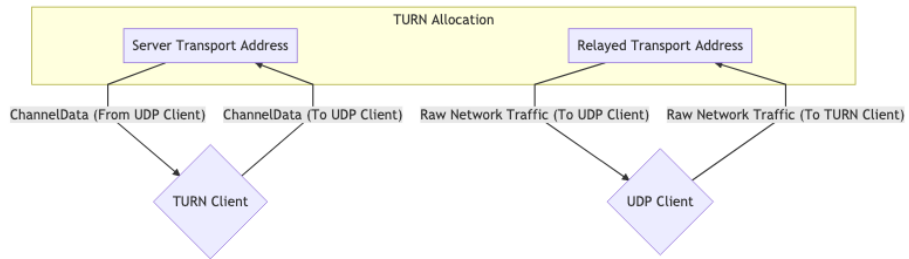 TURN Allocation
Server Transport Address
Relayed Transport Address
ChannelData (From UDP Client)
ChannelData (To UDP Client)
Raw Network Traffic (To UDP Client)
Raw Network Traffic (To TURN Client)
TURN Client
UDP Client